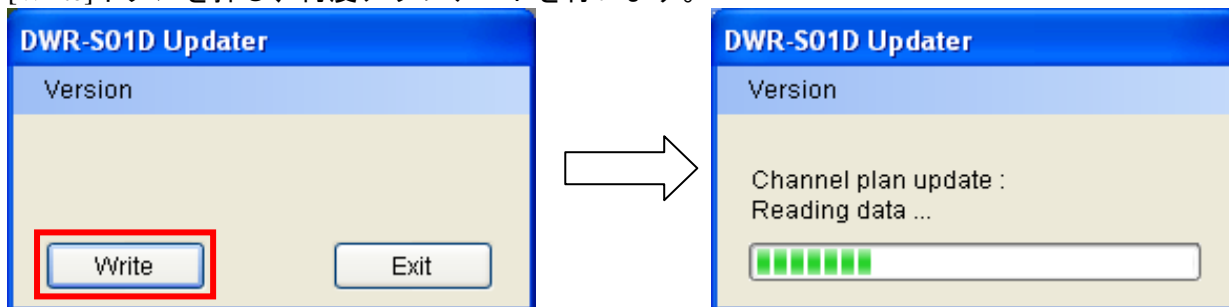 DWR-S01D Updater
Version
Write
Exit
DWR-S01D Updater
Version
Channel plan update :
Reading data ...